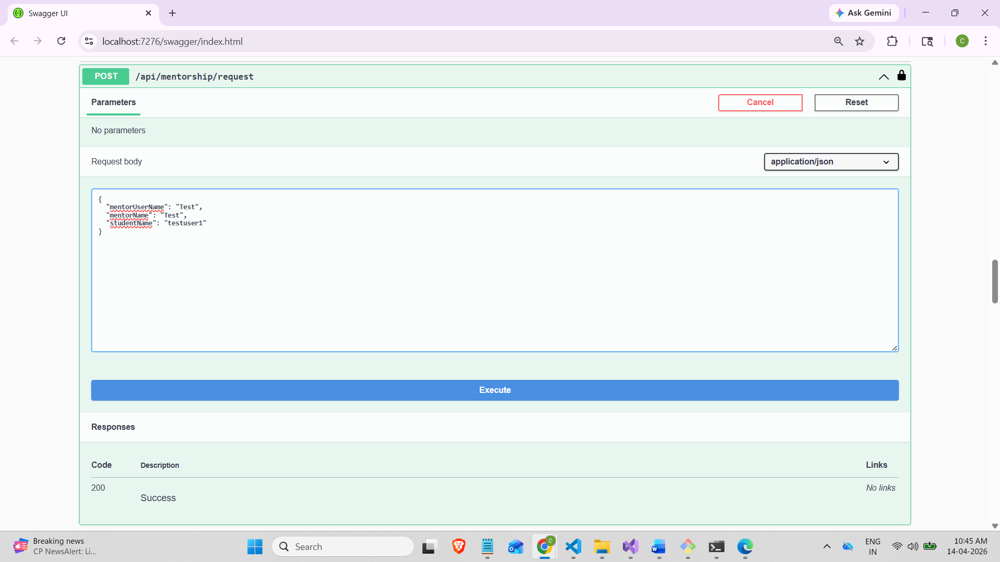 Swagger UI
Ask Gemini
localhost:7276/swagger/index.html
C
POST /api/mentorship/request
Parameters
Cancel
Reset
No parameters
Request body
application/json
{
"mentorUserName": "Test",
"mentorName": "Test",
"studentName": "testuser1"
}
Execute
Responses
Code Description Links
200 Success No links
Breaking news
CP NewsAlert: Li...
Search
C
ENG
IN
10:45 AM
14-04-2026